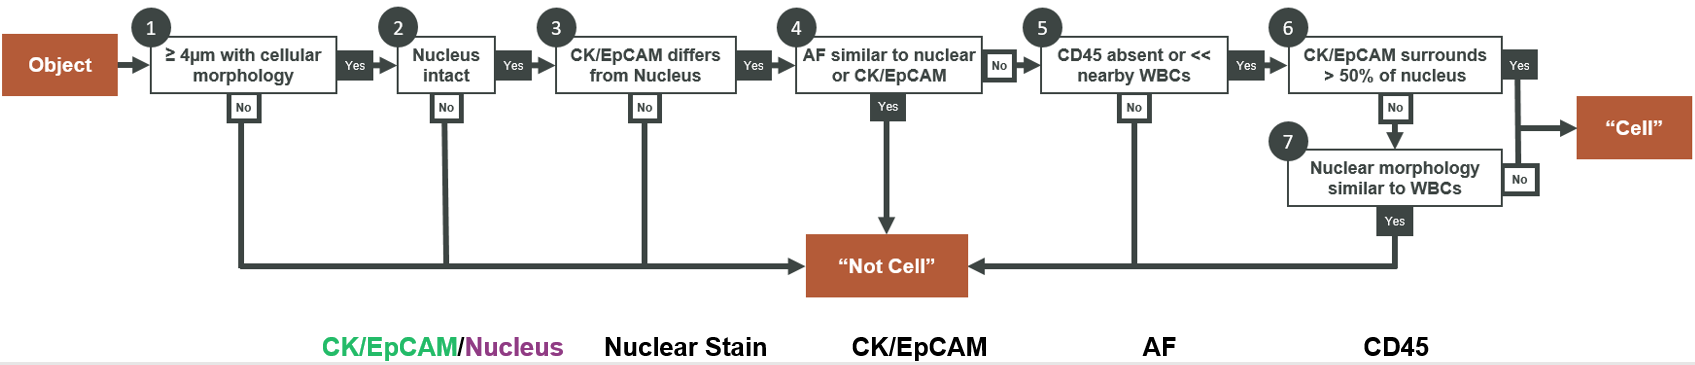 Object
1
≥ 4μm with cellular
morphology
Yes
No
2
Nucleus
intact
Yes
No
3
CK/EpCAM differs
from Nucleus
Yes
No
4
AF similar to nuclear
or CK/EpCAM
No
Yes
5
CD45 absent or <<
nearby WBCs
Yes
No
6
CK/EpCAM surrounds
> 50% of nucleus
Yes
No
7
Nuclear morphology
similar to WBCs
No
Yes
“Cell”
“Not Cell”
CK/EpCAM/Nucleus
Nuclear Stain
CK/EpCAM
AF
CD45